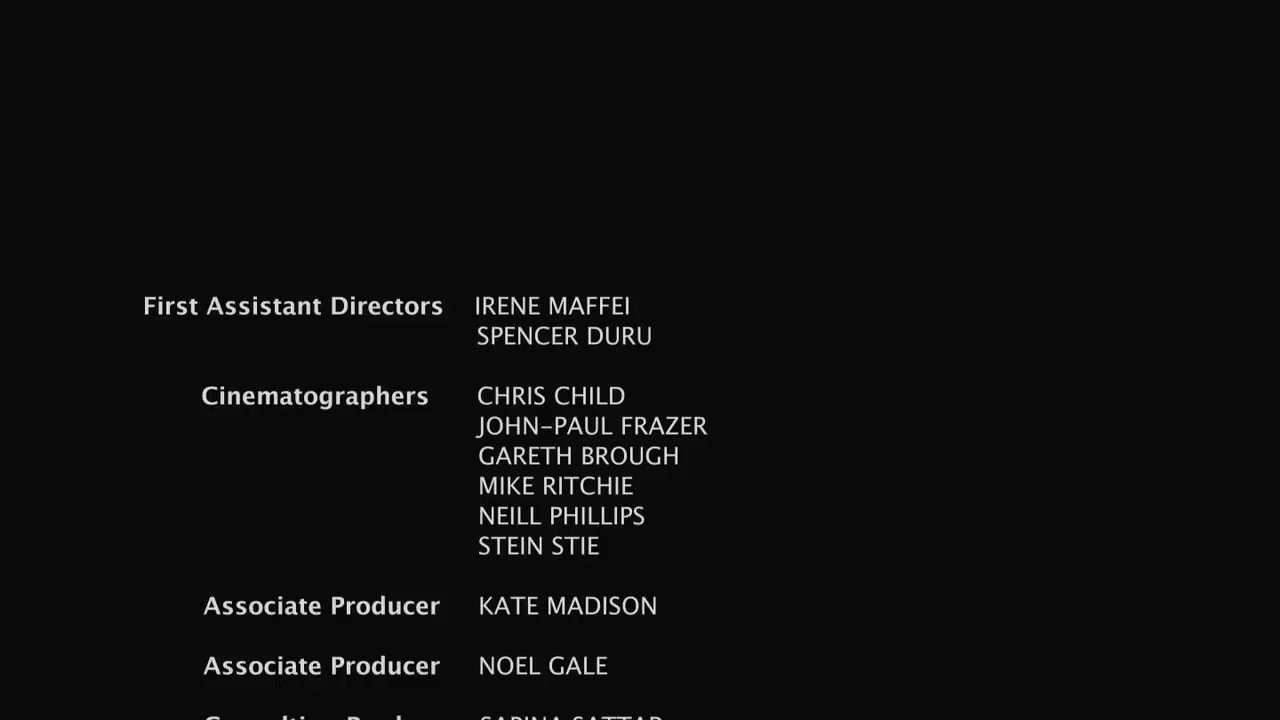 First Assistant Directors IRENE MAFFEI
SPENCER DURU
Cinematographers CHRIS CHILD
JOHN-PAUL FRAZER
GARETH BROUGH
MIKE RITCHIE
NEILL PHILLIPS
STEIN STIE
Associate Producer KATE MADISON
Associate Producer NOEL GALE